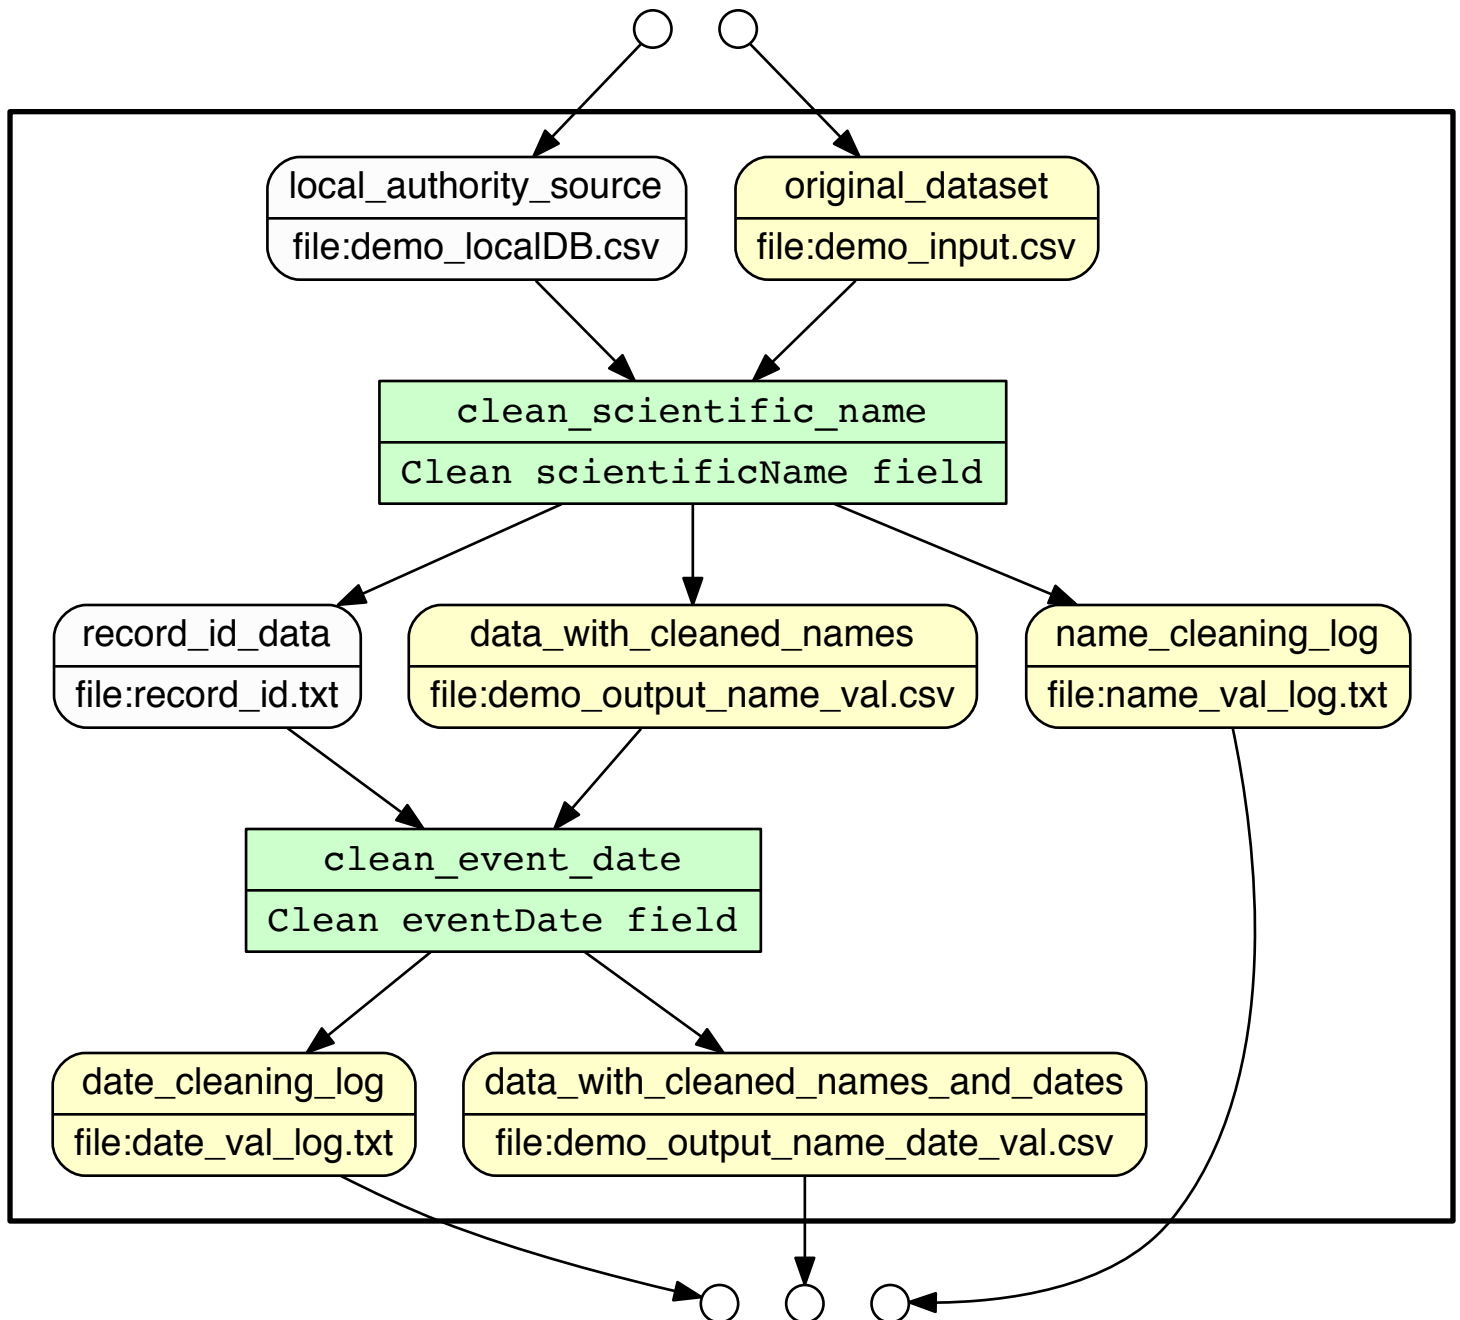 local_authority_source
file:demo_localDB.csv
original_dataset
file:demo_input.csv
clean_scientific_name
Clean scientificName field
record_id_data
file:record_id.txt
data_with_cleaned_names
file:demo_output_name_val.csv
name_cleaning_log
file:name_val_log.txt
clean_event_date
Clean eventDate field
date_cleaning_log
file:date_val_log.txt
data_with_cleaned_names_and_dates
file:demo_output_name_date_val.csv